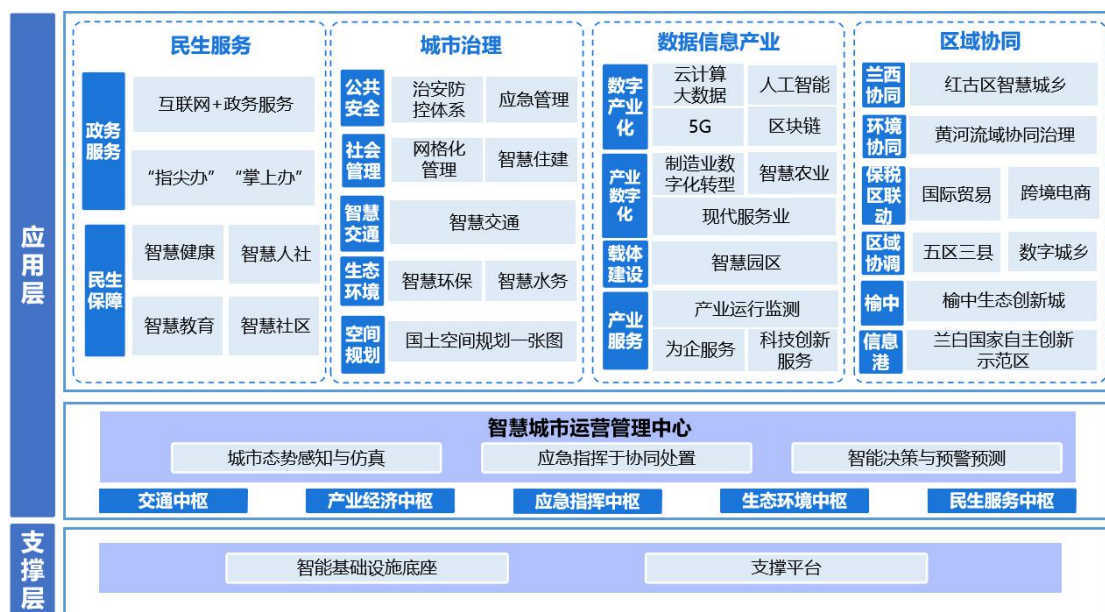 应用层
民生服务
政务服务
互联网+政务服务
“指尖办” “掌上办”
民生保障
智慧健康
智慧人社
智慧教育
智慧社区
城市治理
公共
安全
治安防
控体系
应急管理
社会
管理
网格化
管理
智慧住建
智慧
交通
智慧交通
生态
环境
智慧环保
智慧水务
空间
规划
国土空间规划一张图
数据信息产业
数字
产业
化
云计算
大数据
人工智能
5G
区块链
产业
数字
化
制造业数
字化转型
智慧农业
现代服务业
载体
建设
智慧园区
产业
服务
产业运行监测
为企服务
科技创新
服务
区域协同
兰西
协同
红古区智慧城乡
环境
协同
黄河流域协同治理
保税
区联
动
国际贸易
跨境电商
区域
协调
五区三县
数字城乡
榆中
榆中生态创新城
信息
港
兰白国家自主创新
示范区
智慧城市运营管理中心
城市态势感知与仿真
应急指挥于协同处置
智能决策与预警预测
交通中枢
产业经济中枢
应急指挥中枢
生态环境中枢
民生服务中枢
支撑层
智能基础设施底座
支撑平台